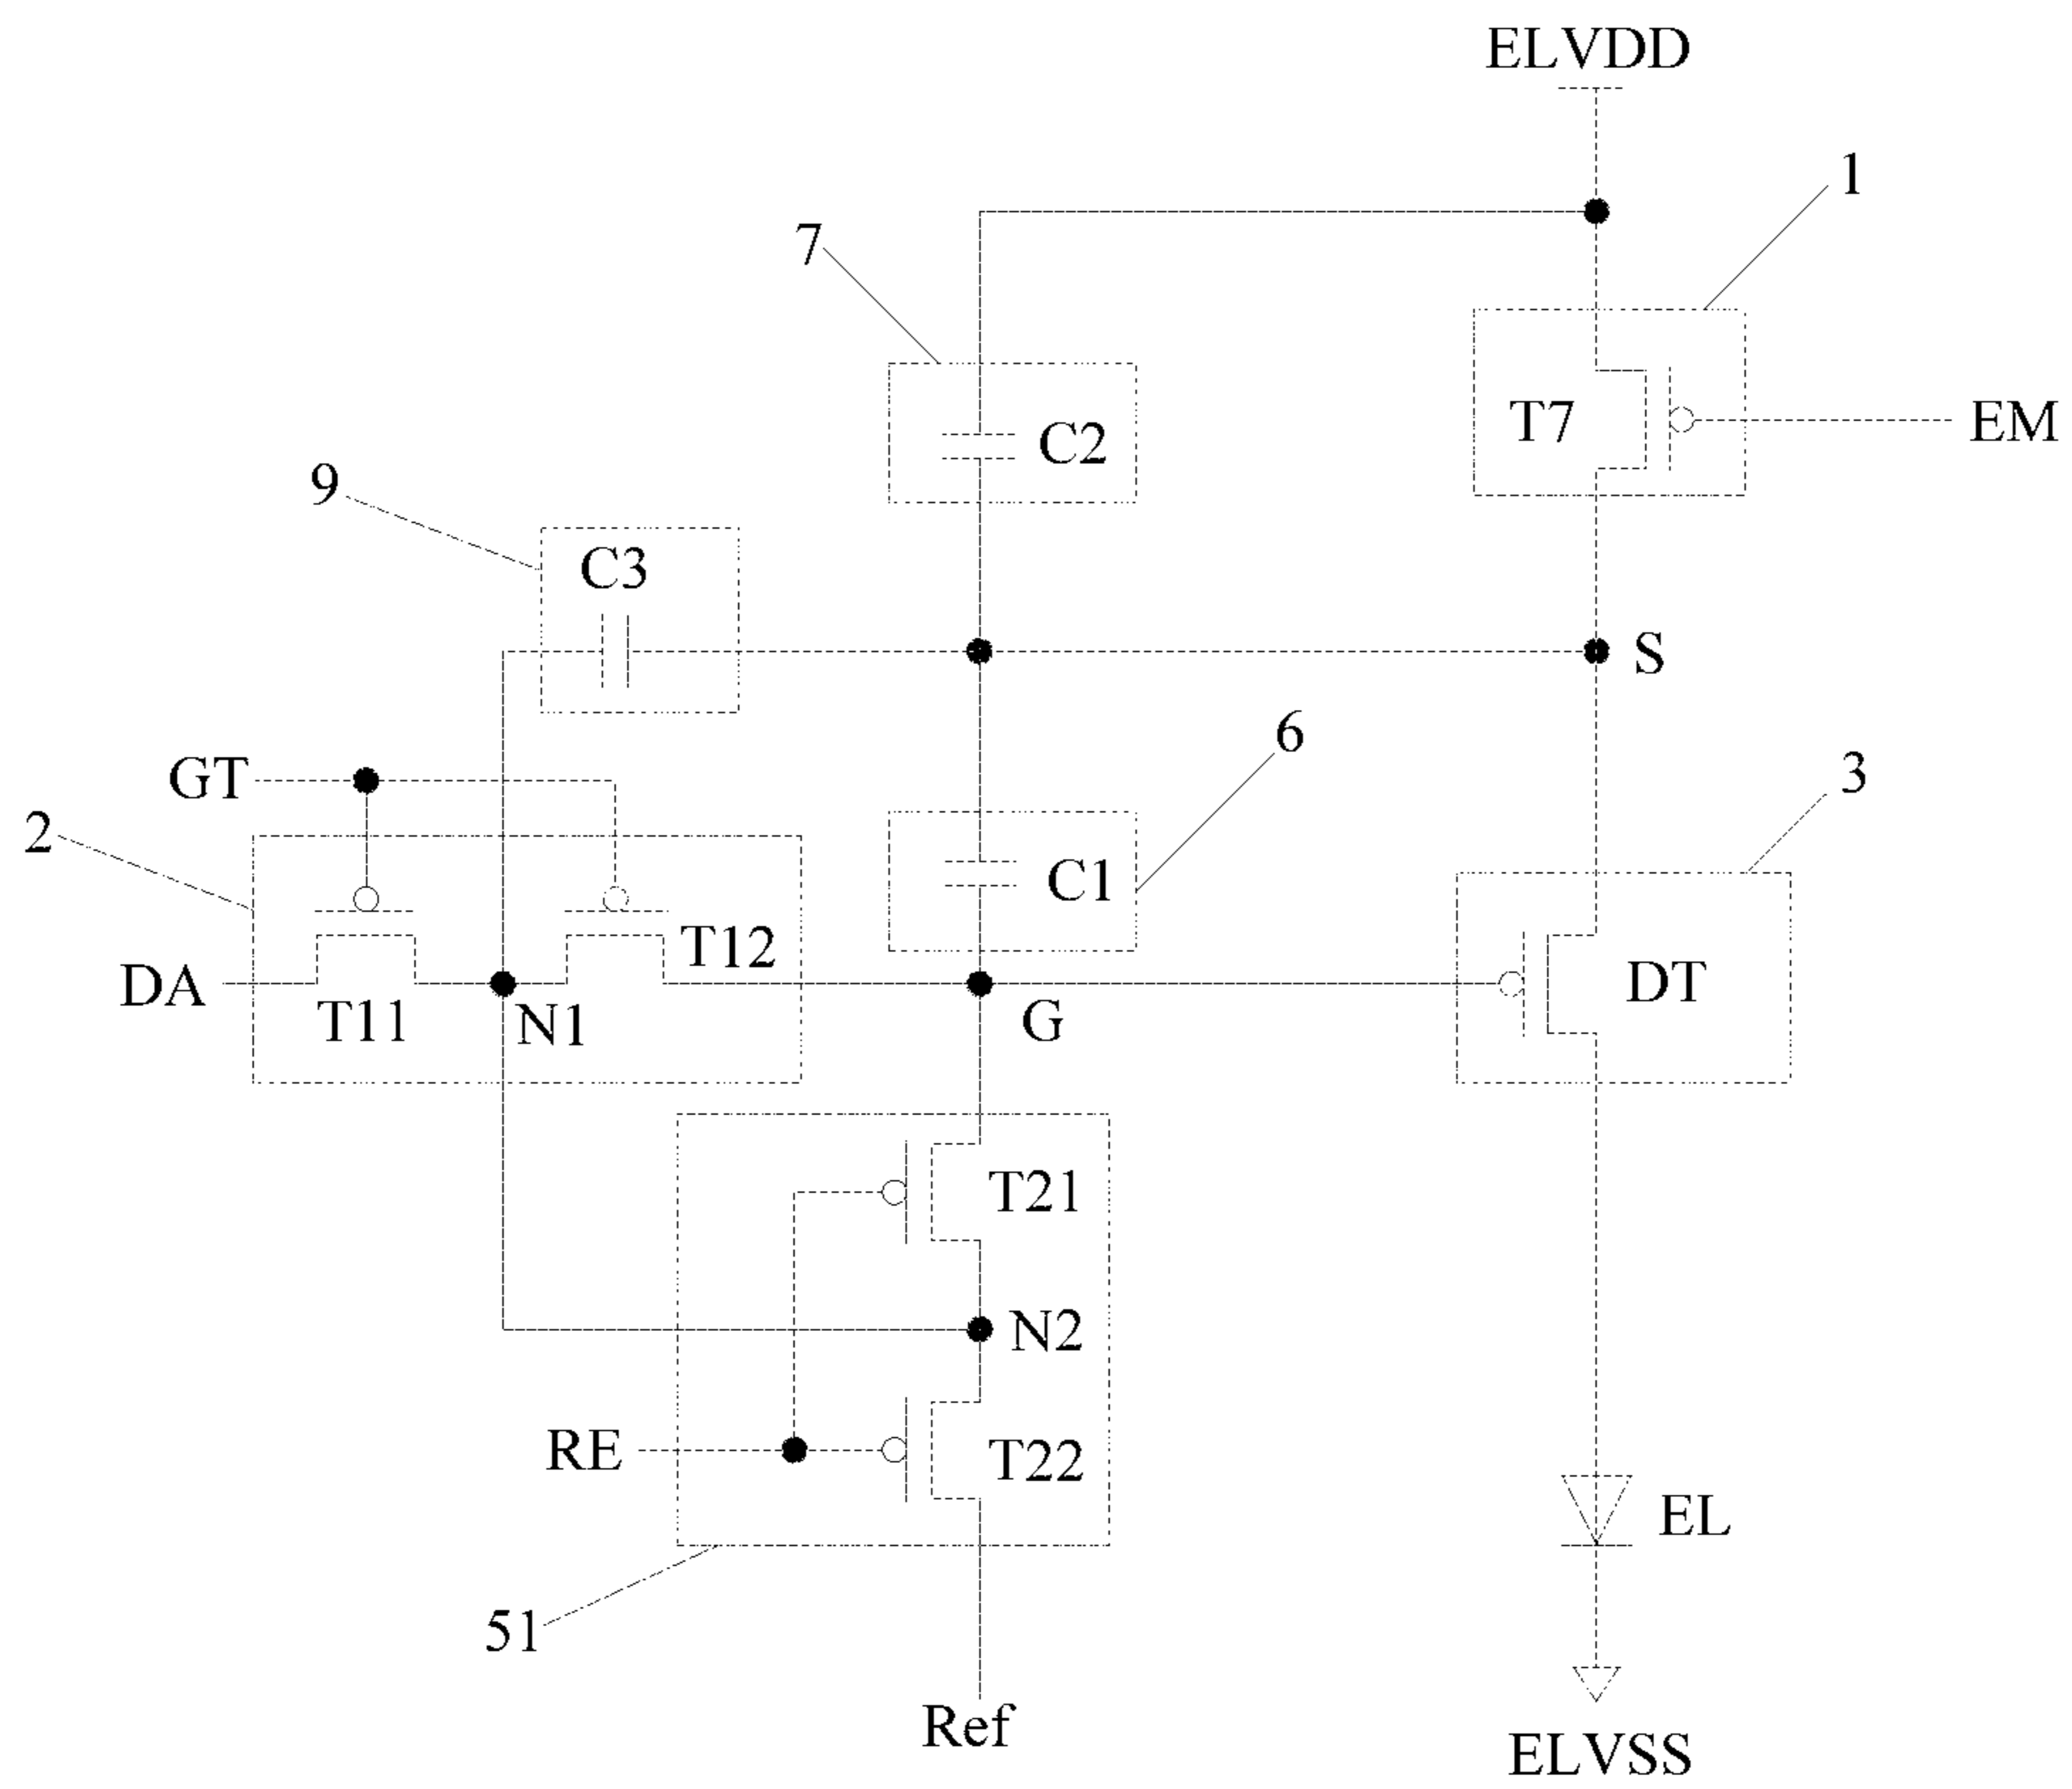 ELVDD
1
7
T7
EM
C2
9
C3
S
6
GT
3
2
C1
T12
DA
DT
T11
N1
G
T21
N2
RE
T22
EL
51
Ref
ELVSS